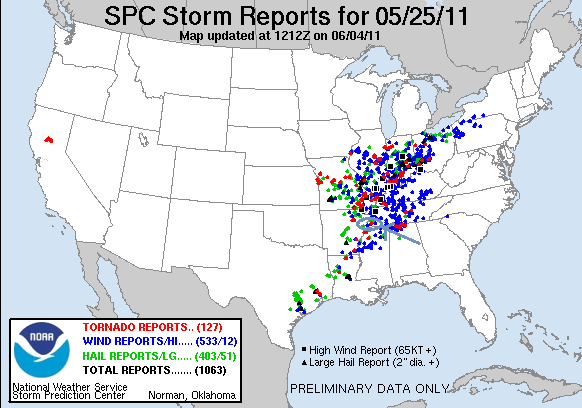 SPC Storm Reports for 05/25/11
Map updated at 1212Z on 06/04/11
NOAA
TORNADO REPORTS.. (127)
WIND REPORTS/HI..... (533/12)
HAIL REPORTS/LG..... (403/51)
TOTAL REPORTS....... (1063)
National Weather Service
Storm Prediction Center Norman, Oklahoma
High Wind Report (65KT +)
Large Hail Report (2" dia. +)
PRELIMINARY DATA ONLY